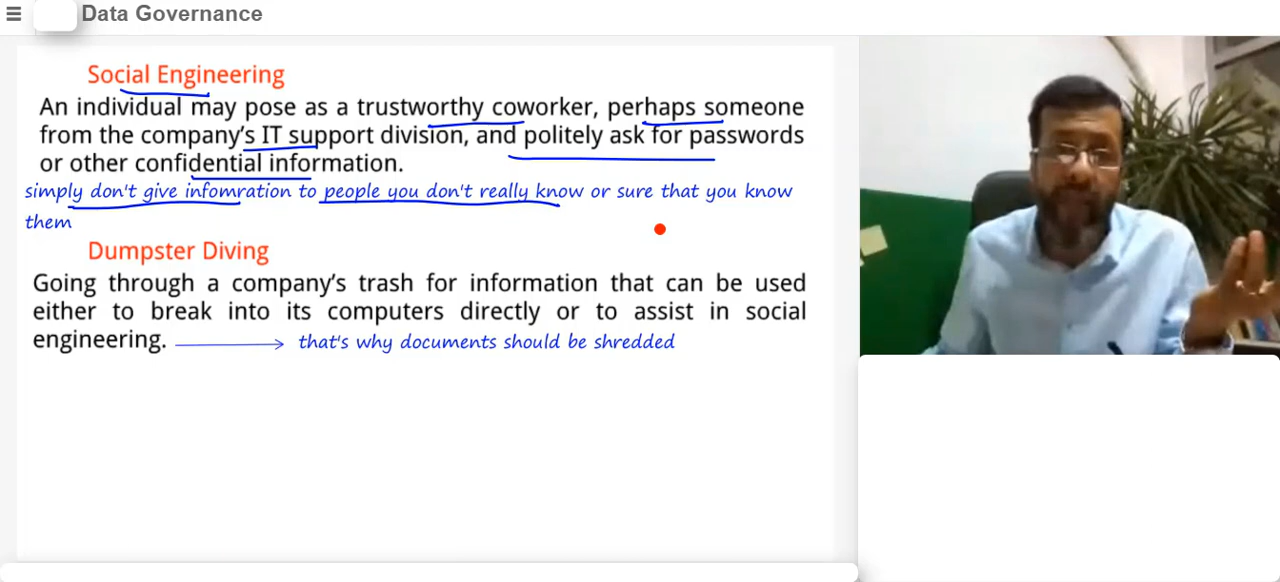 Data Governance
Social Engineering
An individual may pose as a trustworthy coworker, perhaps someone
from the company's IT support division, and politely ask for passwords
or other confidential information.
simply don't give infomration to people you don't really know or sure that you know
them
Dumpster Diving
Going through a company's trash for information that can be used
either to break into its computers directly or to assist in social
engineering. → that's why documents should be shredded